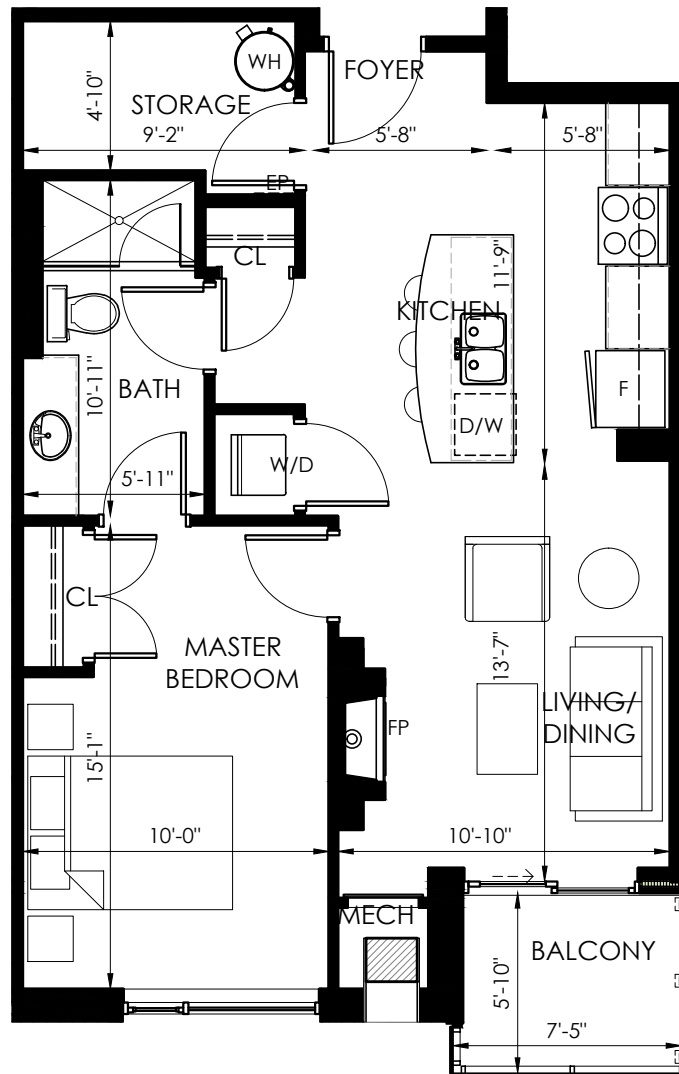 WH
FOYER
STORAGE
4'-10"
9'-2"
5'-8"
5'-8"
EP
CL
11'-9"
KITCHEN
BATH
10'-11"
F
D/W
W/D
5'-11"
CL
MASTER
BEDROOM
13'-7"
LIVING/
DINING
FP
15'-1"
10'-0"
10'-10"
MECH
BALCONY
5'-10"
7'-5"